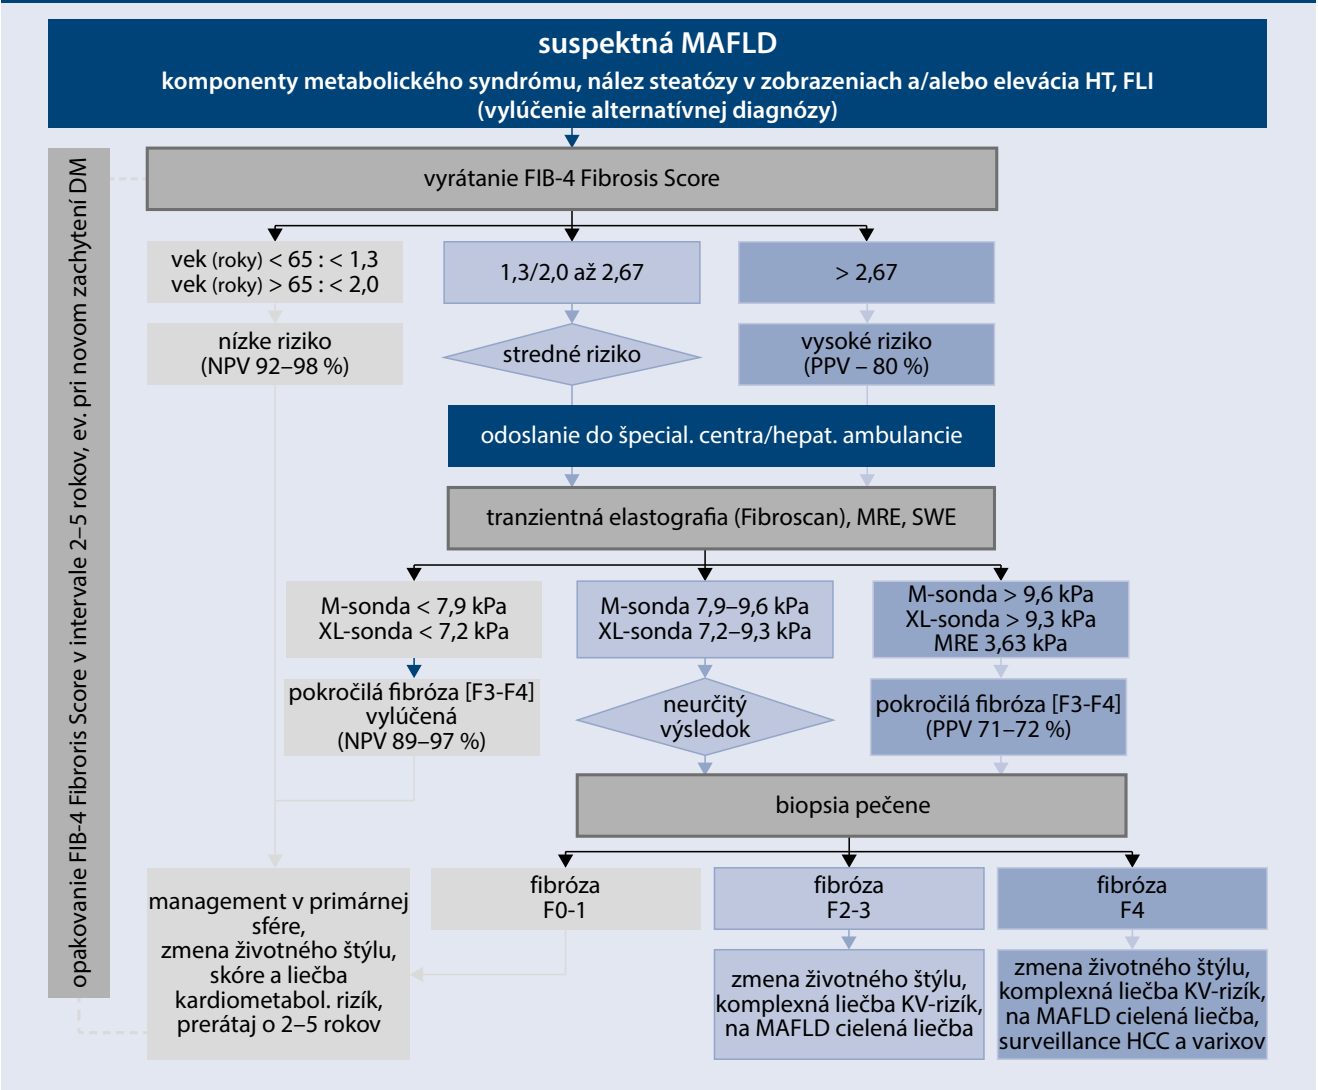 suspektná MAFLD
komponenty metabolického syndrómu, nález steatózy v zobrazeniach a/alebo elevácia HT, FLI
(vylúčenie alternatívnej diagnózy)
opakovanie FIB-4 Fibroris Score v intervale 2–5 rokov, ev. pri novom zachytení DM
vyrátanie FIB-4 Fibrosis Score
vek (roky) < 65 : < 1,3
vek (roky) > 65 : < 2,0
1,3/2,0 až 2,67
> 2,67
nízke riziko
(NPV 92–98 %)
stredné riziko
vysoké riziko
(PPV – 80 %)
odoslanie do špecial. centra/hepat. ambulancie
tranzientná elastografia (Fibroscan), MRE, SWE
M-sonda < 7,9 kPa
XL-sonda < 7,2 kPa
M-sonda 7,9–9,6 kPa
XL-sonda 7,2–9,3 kPa
M-sonda > 9,6 kPa
XL-sonda > 9,3 kPa
MRE 3,63 kPa
pokročilá fibróza [F3-F4]
vylúčená
(NPV 89–97 %)
neurčitý
výsledok
pokročilá fibróza [F3-F4]
(PPV 71–72 %)
biopsia pečene
management v primárnej
sfére,
zmena životného štýlu,
skóre a liečba
kardiometabol. rizík,
prerátaj o 2–5 rokov
fibróza
F0-1
fibróza
F2-3
fibróza
F4
zmena životného štýlu,
komplexná liečba KV-rizík,
na MAFLD cielená liečba
zmena životného štýlu,
komplexná liečba KV-rizík,
na MAFLD cielená liečba,
surveillance HCC a varixov